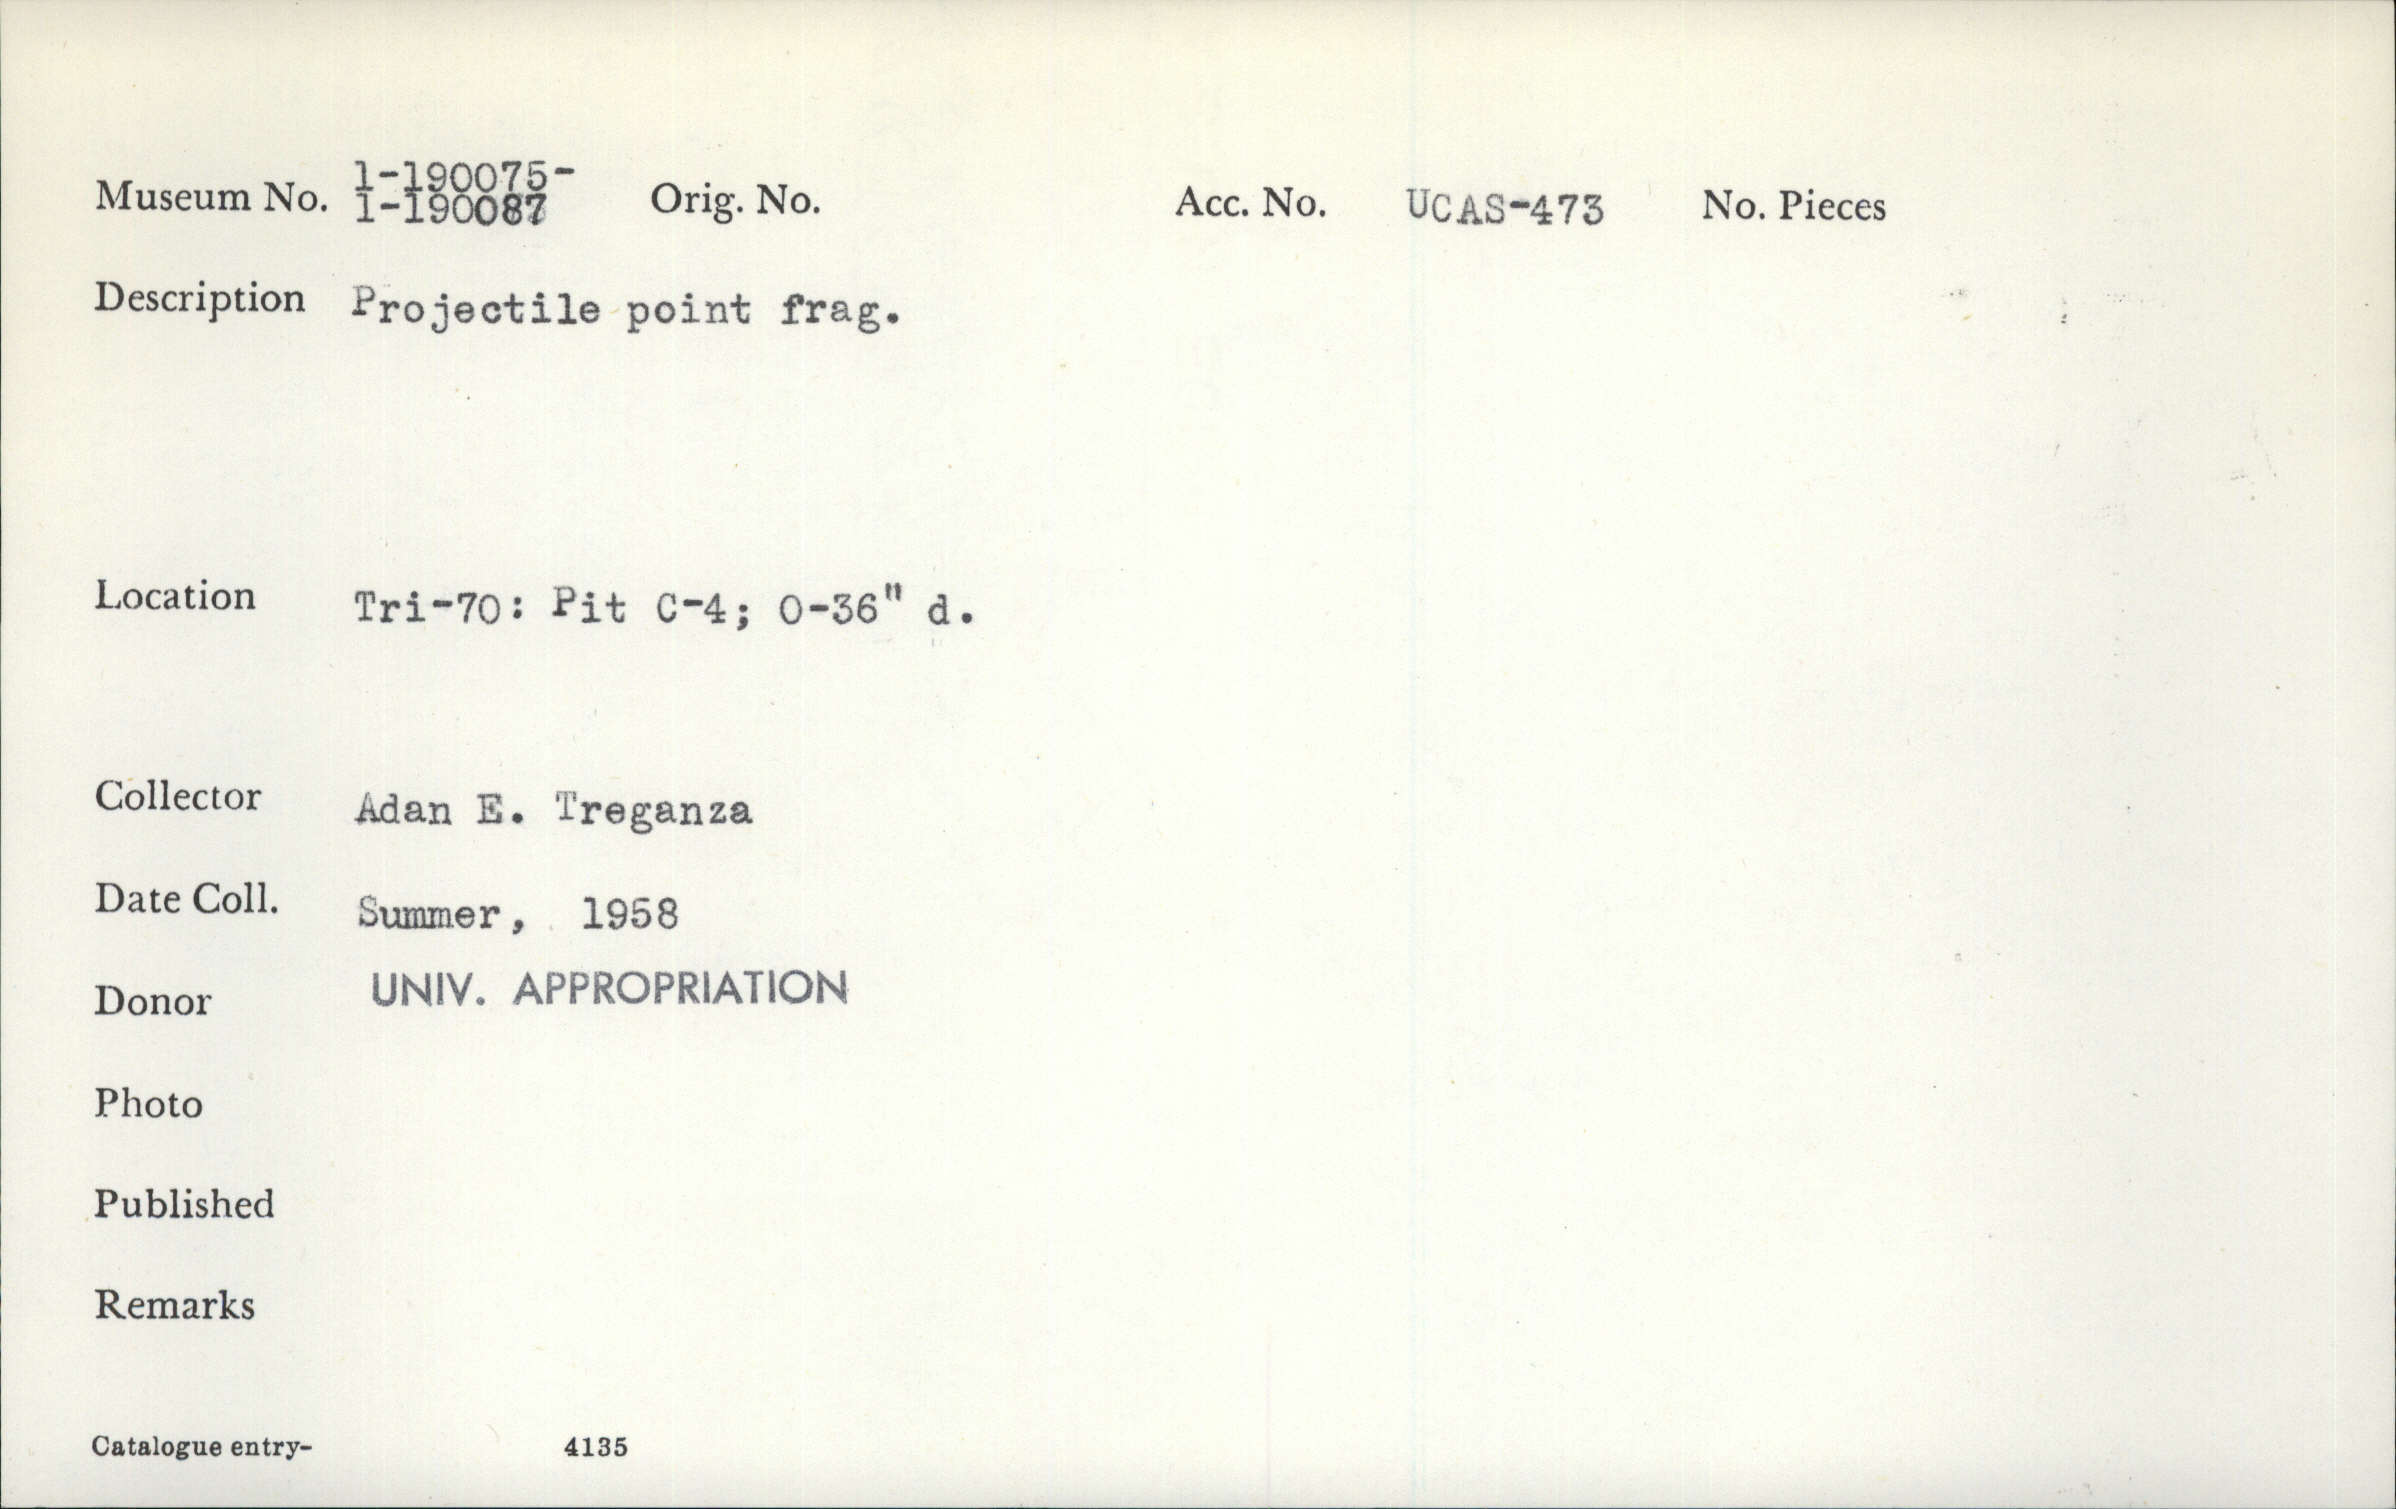 Museum No. 1-190075-
1-190087 Orig. No. Acc. No. UCAS-473 No. Pieces
Description Projectile point frag.
Location Tri-70: Pit C-4; 0-36" d.
Collector Adan E. Treganza
Date Coll. Summer, 1958
Donor UNIV. APPROPRIATION
Photo
Published
Remarks
Catalogue entry- 4135